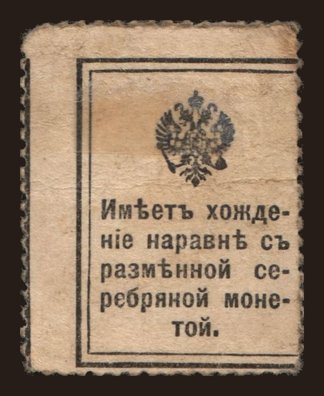 Имѣетъ хожде-
ніе наравнѣ съ
размѣнной се-
ребряной моне-
той.